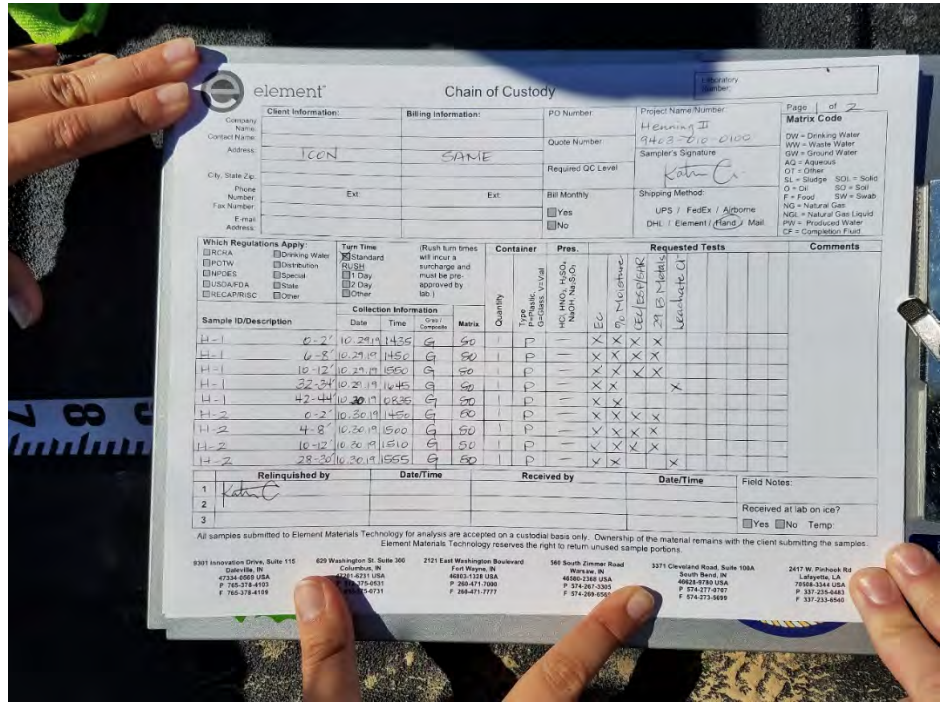 element
Chain of Custody
Laboratory Number:
Page 1 of 2
Client Information:
Billing Information:
PO Number
Project Name/Number:
Henning II
9403-010-0100
Company Name:
Contact Name
Address:
ICON
SAME
Quote Number
Sampler's Signature
Required QC Level
City, State Zip:
Phone Number:
Ext:
Ext:
Fax Number
E-mail Address:
Bill Monthly
Yes
No
Shipping Method:
UPS / FedEx / Airborne
DHL / Element / Hand / Mail
Matrix Code
DW = Drinking Water
WW = Waste Water
GW = Ground Water
AQ = Aqueous
OT = Other
SL = Sludge SOL = Solid
O = Oil SO = Soil
F = Food SW = Swab
NG = Natural Gas
NGL = Natural Gas Liquid
PW = Produced Water
CF = Completion Fluid
Which Regulations Apply:
RCRA Drinking Water
POTW Distribution
NPDES Special
USDA/FDA State
RECAP/RISC Other
Turn Time
Standard
RUSH
1 Day
2 Day
Other
(Rush turn times will incur a surcharge and must be pre-approved by lab.)
Container
Pres.
Requested Tests
Comments
Quantity
Type
P=Plastic,
G=Glass, V=Vial
HCl, HNO3, H2SO4,
NaOH, Na2S2O3
EC
% Moisture
CEC/ESP/SAR
29 B Metals
Leachate Cl
Collection Information
Sample ID/Description
Date Time Grab / Composite Matrix
H-1 0-2' 10.29.19 1435 G SO 1 P — X X X X
H-1 6-8' 10.29.19 1450 G SO 1 P — X X X X
H-1 10-12' 10.29.19 1550 G SO 1 P — X X X X
H-1 32-34' 10.29.19 1645 G SO 1 P — X X X
H-1 42-44' 10.30.19 0835 G SO 1 P — X X
H-2 0-2' 10.30.19 1450 G SO 1 P — X X X X
H-2 4-8' 10.30.19 1500 G SO 1 P — X X X X
H-2 10-12' 10.30.19 1510 G SO 1 P — X X X X
H-2 28-30' 10.30.19 1555 G SO 1 P — X X X
Relinquished by
Date/Time
Received by
Date/Time
Field Notes:
1
2
3
Received at lab on ice?
Yes No Temp:
All samples submitted to Element Materials Technology for analysis are accepted on a custodial basis only. Ownership of the material remains with the client submitting the samples.
Element Materials Technology reserves the right to return unused sample portions.
9301 Innovation Drive, Suite 115
Daleville, IN
47334-0569 USA
P 765-378-4103
F 765-378-4109
629 Washington St. Suite 300
Columbus, IN
47201-6231 USA
2121 East Washington Boulevard
Fort Wayne, IN
46803-1328 USA
P 260-471-7000
F 260-471-7777
560 South Zimmer Road
Warsaw, IN
46580-2368 USA
P 574-267-3305
3371 Cleveland Road, Suite 100A
South Bend, IN
46628-9780 USA
P 574-277-0707
F 574-273-5699
2417 W. Pinhook Rd
Lafayette, LA
70508-3344 USA
P 337-235-0483
F 337-233-6540
7 8